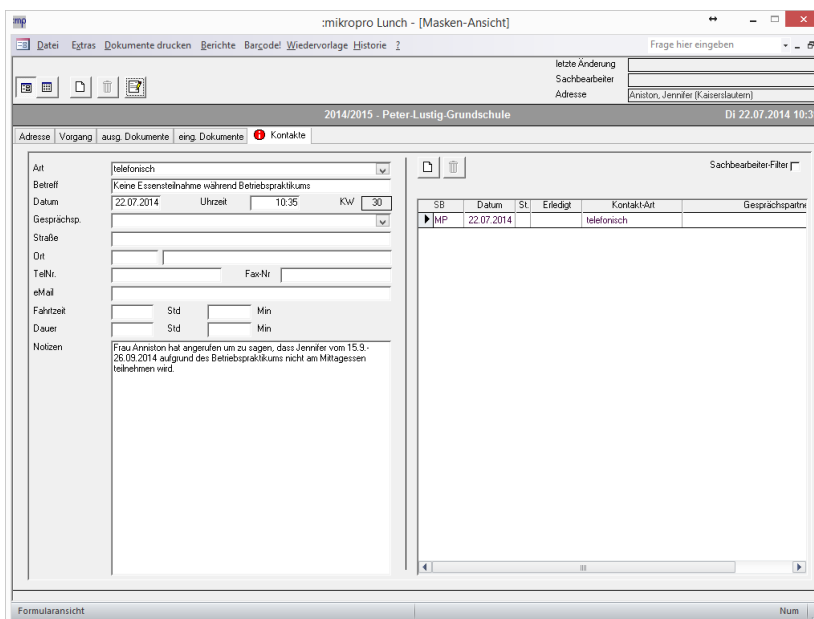 :mp
:mikropro Lunch - [Masken-Ansicht]
Datei Extras Dokumente drucken Berichte Barcode! Wiedervorlage Historie ?
Frage hier eingeben
letzte Änderung
Sachbearbeiter
Adresse Aniston, Jennifer (Kaiserslautern)
2014/2015 - Peter-Lustig-Grundschule
Di 22.07.2014 10:3
Adresse Vorgang ausg. Dokumente eing. Dokumente Kontakte
Art telefonisch
Betreff Keine Essensteilnahme während Betriebspraktikums
Datum 22.07.2014 Uhrzeit 10:35 KW 30
Gesprächsp.
Straße
Ort
TelNr. Fax-Nr
eMail
Fahrtzeit Std Min
Dauer Std Min
Notizen Frau Anniston hat angerufen um zu sagen, dass Jennifer vom 15.9.-
26.09.2014 aufgrund des Betriebspraktikums nicht am Mittagessen
teilnehmen wird.
Sachbearbeiter-Filter
SB Datum St. Erledigt Kontakt-Art Gesprächspartne
MP 22.07.2014 telefonisch
Formularansicht
Num